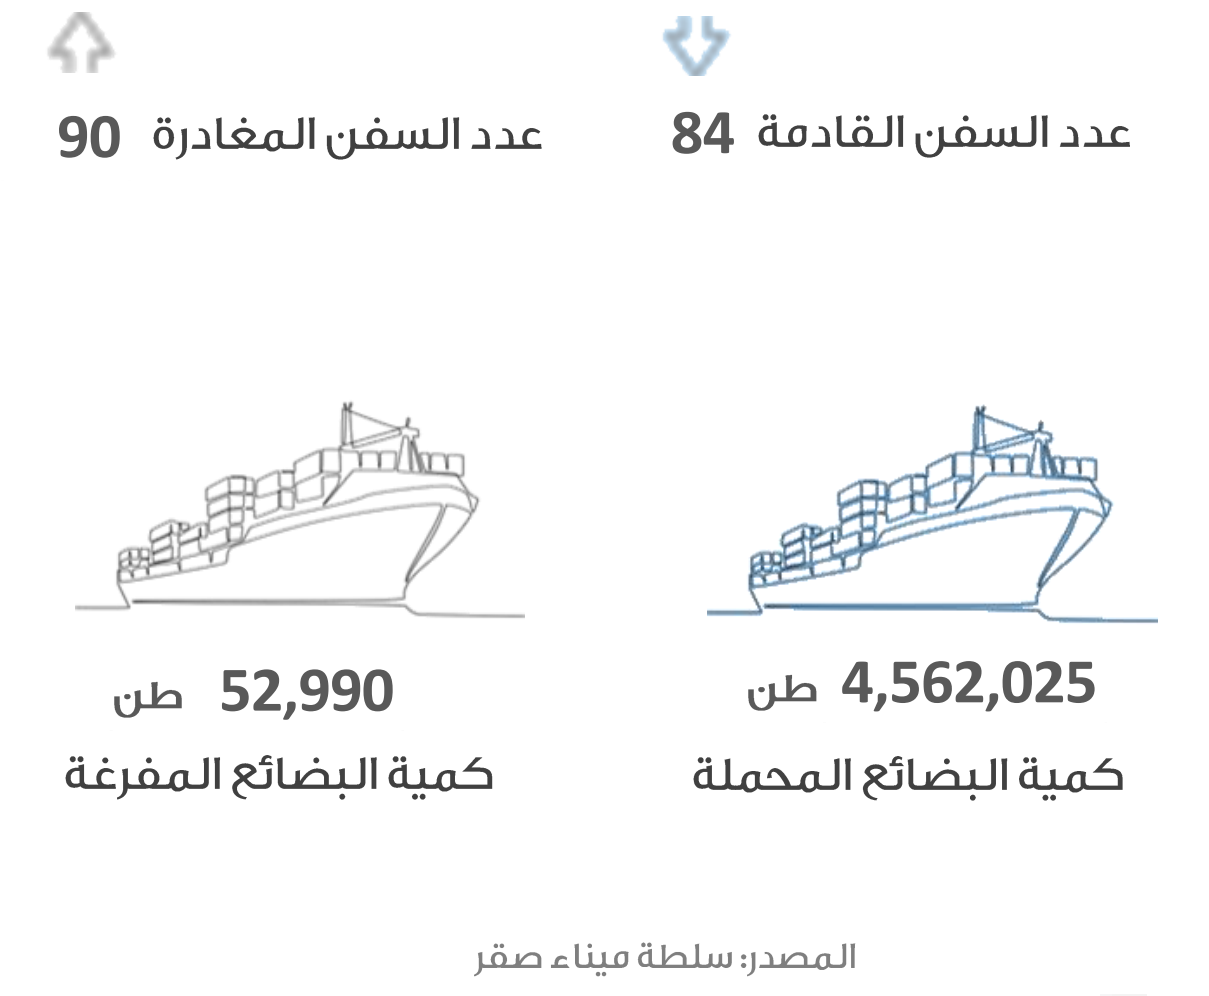 عدد السفن القادمة 84
عدد السفن المغادرة 90
4,562,025 طن
كمية البضائع المحملة
52,990 طن
كمية البضائع المفرغة
المصدر: سلطة ميناء صقر